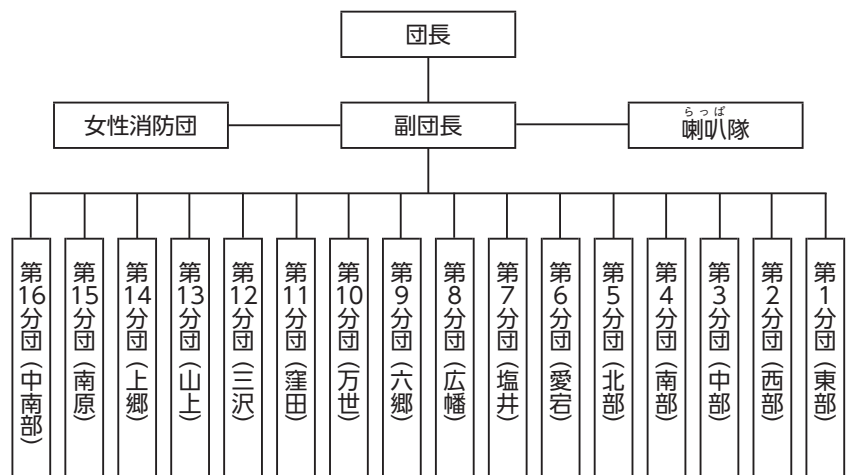 団長
女性消防団
副団長
らっぱ
喇叭隊
第1分団（東部）
第2分団（西部）
第3分団（中部）
第4分団（南部）
第5分団（北部）
第6分団（愛宕）
第7分団（塩井）
第8分団（広幡）
第9分団（六郷）
第10分団（万世）
第11分団（窪田）
第12分団（三沢）
第13分団（山上）
第14分団（上郷）
第15分団（南原）
第16分団（中南部）